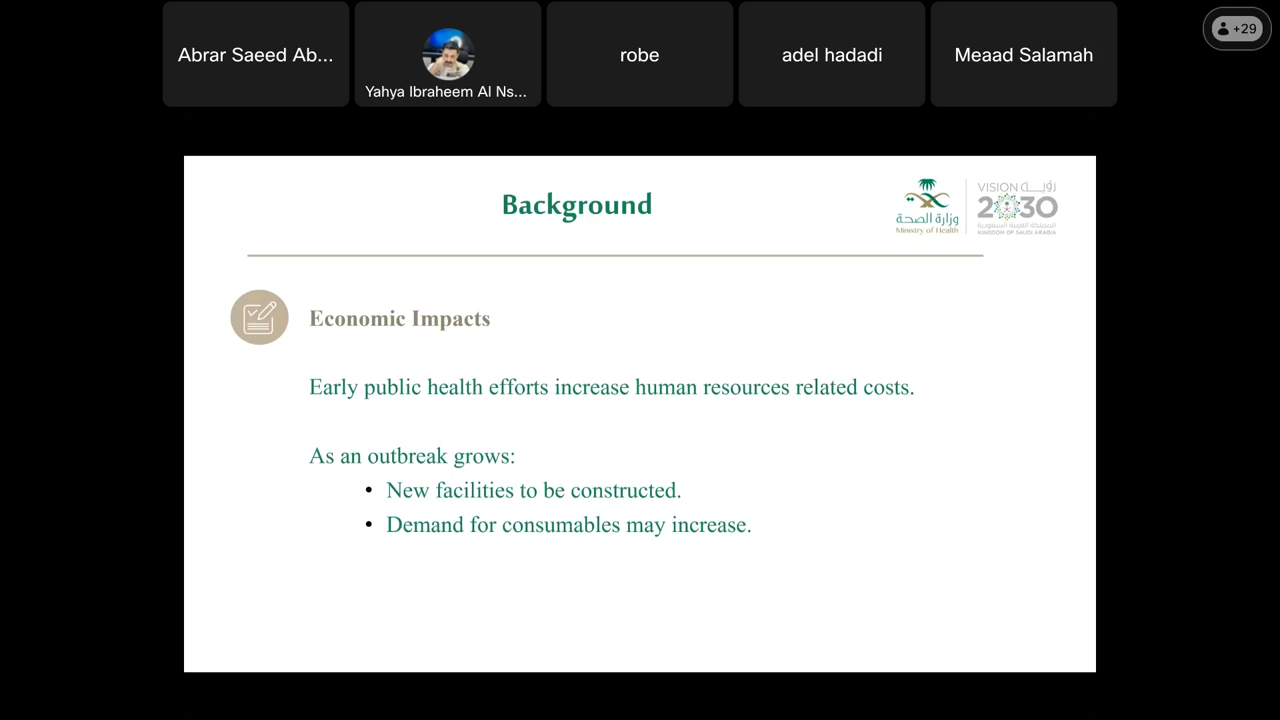 Abrar Saeed Ab...
Yahya Ibraheem Al Ns...
robe
adel hadadi
Meaad Salamah
+29
Background
وزارة الصحة
Ministry of Health
VISION رؤية
2030
المملكة العربية السعودية
KINGDOM OF SAUDI ARABIA
Economic Impacts
Early public health efforts increase human resources related costs.
As an outbreak grows:
• New facilities to be constructed.
• Demand for consumables may increase.